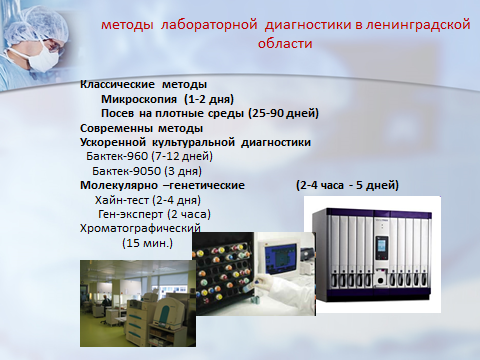 методы лабораторной диагностики в ленинградской
области
Классические методы
Микроскопия (1-2 дня)
Посев на плотные среды (25-90 дней)
Современны методы
Ускоренной культуральной диагностики
Бактек-960 (7-12 дней)
Бактек-9050 (3 дня)
Молекулярно –генетические (2-4 часа - 5 дней)
Хайн-тест (2-4 дня)
Ген-эксперт (2 часа)
Хроматографический
(15 мин.)